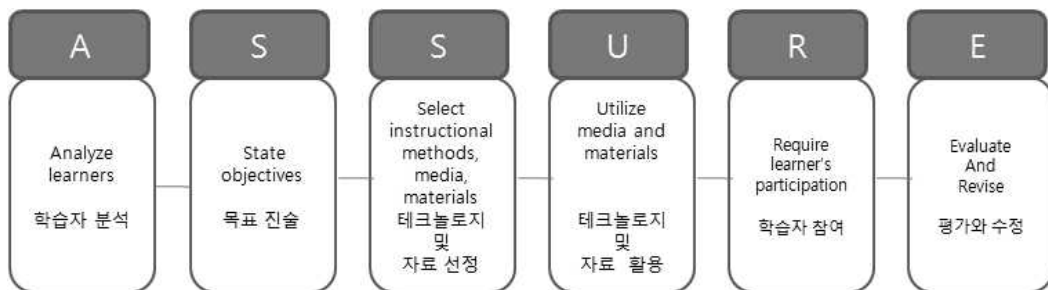 A
Analyze
learners
학습자 분석
S
State
objectives
목표 진술
S
Select
instructional
methods,
media,
materials
테크놀로지
및
자료 선정
U
Utilize
media and
materials
테크놀로지
및
자료 활용
R
Require
learner's
participation
학습자 참여
E
Evaluate
And
Revise
평가와 수정